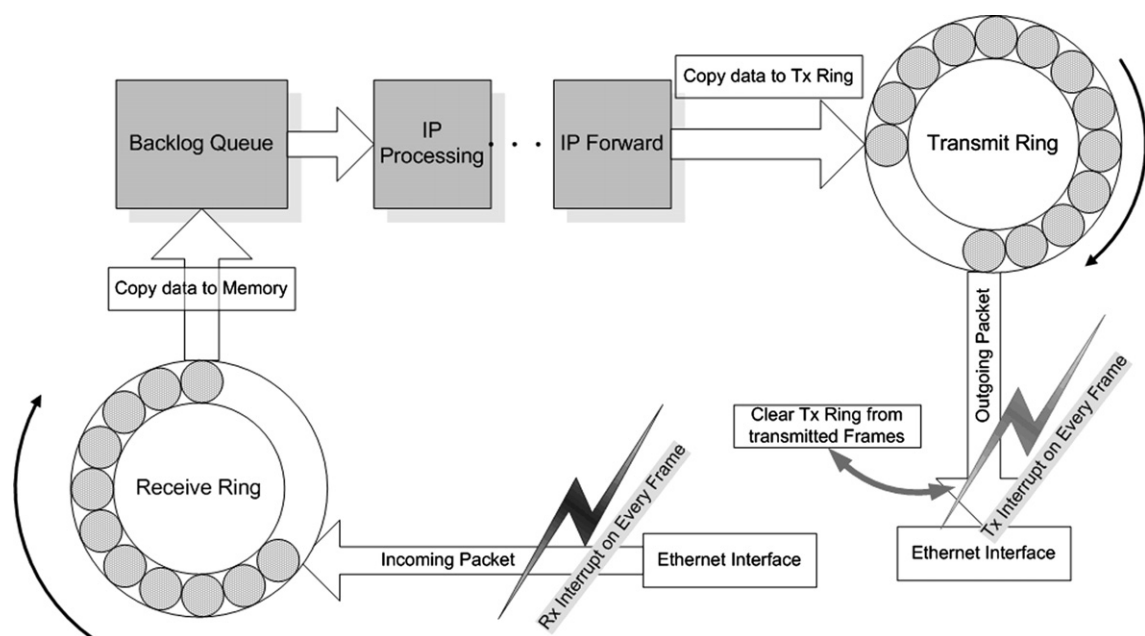 Copy data to Tx Ring
Backlog Queue
IP
Processing
. . .
IP Forward
Transmit Ring
Copy data to Memory
Outgoing Packet
Tx Interrupt on Every Frame
Clear Tx Ring from
transmitted Frames
Receive Ring
Rx Interrupt on Every Frame
Incoming Packet
Ethernet Interface
Ethernet Interface